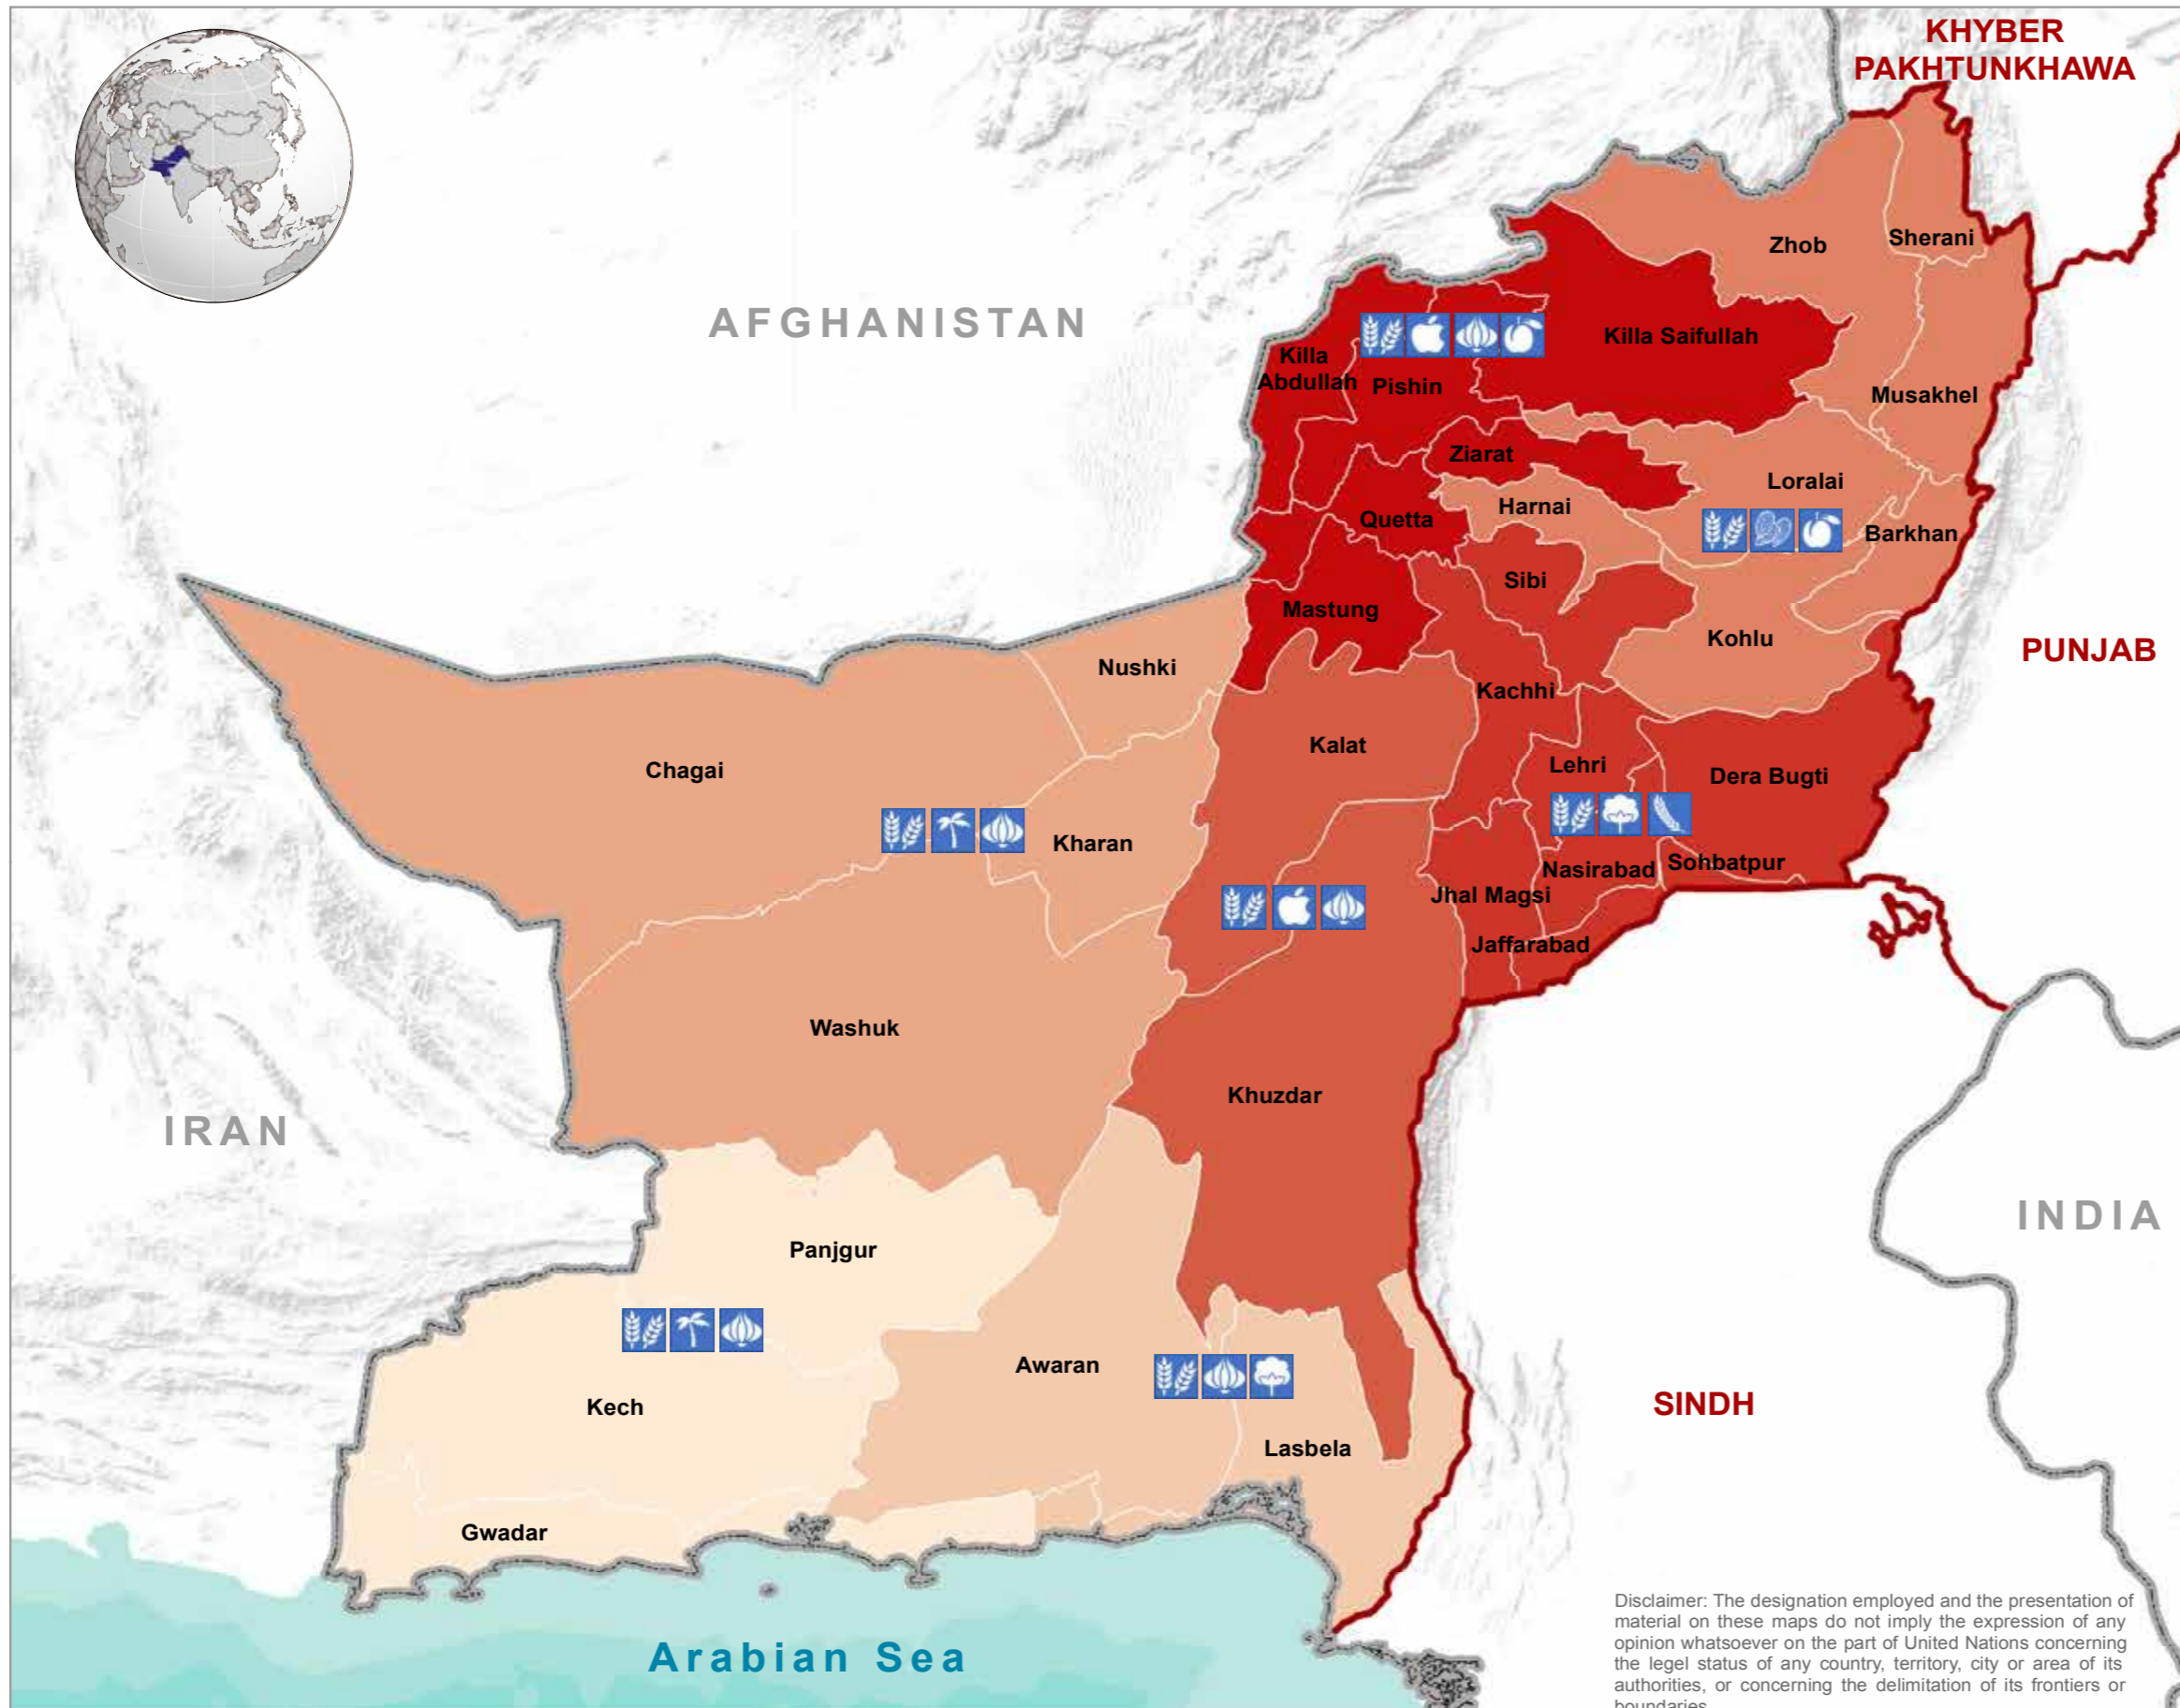 KHYBER
PAKHTUNKHAWA
Zhob
Sherani
AFGHANISTAN
Killa Saifullah
Killa
Abdullah
Pishin
Musakhel
Ziarat
Loralai
Harnai
Quetta
Barkhan
Sibi
Mastung
Kohlu
PUNJAB
Nushki
Kachhi
Kalat
Lehri
Chagai
Dera Bugti
Kharan
Sohbatpur
Nasirabad
Jhal Magsi
Jaffarabad
Washuk
Khuzdar
IRAN
INDIA
Panjgur
Awaran
SINDH
Kech
Lasbela
Gwadar
Arabian Sea
Disclaimer: The designation employed and the presentation of
material on these maps do not imply the expression of any
opinion whatsoever on the part of United Nations concerning
the legel status of any country, territory, city or area of its
authorities, or concerning the delimitation of its frontiers or
boundaries